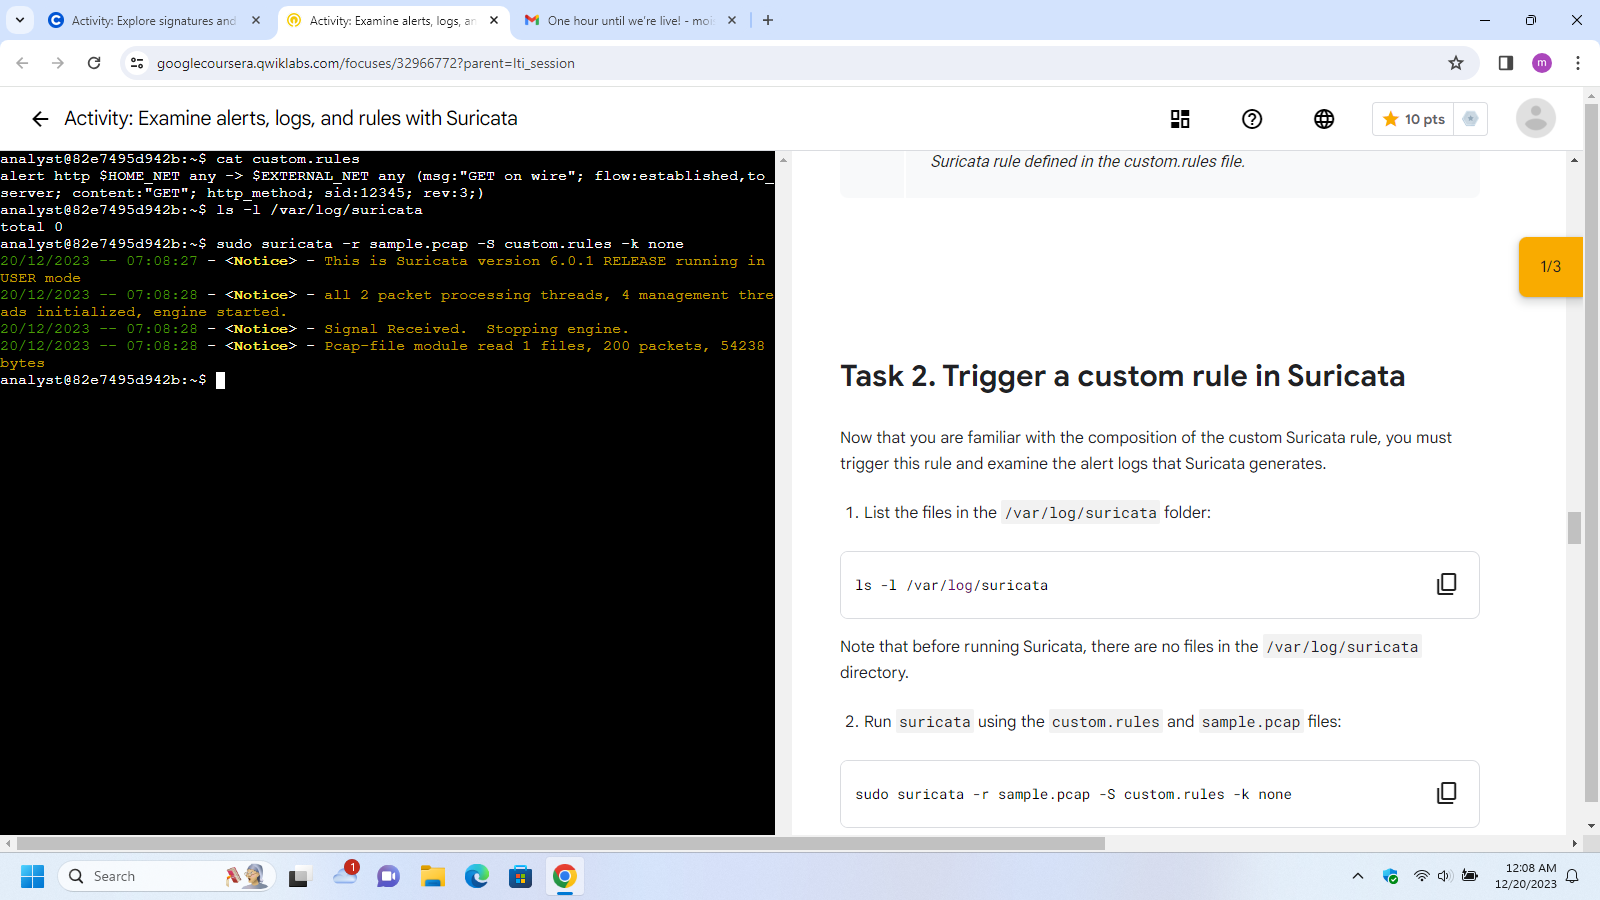 Activity: Explore signatures and
Activity: Examine alerts, logs, an
One hour until we're live! - moi
googlecoursera.qwiklabs.com/focuses/32966772?parent=lti_session
m
Activity: Examine alerts, logs, and rules with Suricata
10 pts
analyst@82e7495d942b:~$ cat custom.rules
alert http $HOME_NET any -> $EXTERNAL_NET any (msg:"GET on wire"; flow:established,to_
server; content:"GET"; http_method; sid:12345; rev:3;)
analyst@82e7495d942b:~$ ls -l /var/log/suricata
total 0
analyst@82e7495d942b:~$ sudo suricata -r sample.pcap -S custom.rules -k none
20/12/2023 -- 07:08:27 - <Notice> - This is Suricata version 6.0.1 RELEASE running in
USER mode
20/12/2023 -- 07:08:28 - <Notice> - all 2 packet processing threads, 4 management thre
ads initialized, engine started.
20/12/2023 -- 07:08:28 - <Notice> - Signal Received.  Stopping engine.
20/12/2023 -- 07:08:28 - <Notice> - Pcap-file module read 1 files, 200 packets, 54238
bytes
analyst@82e7495d942b:~$
Suricata rule defined in the custom.rules file.
1/3
Task 2. Trigger a custom rule in Suricata
Now that you are familiar with the composition of the custom Suricata rule, you must
trigger this rule and examine the alert logs that Suricata generates.
1. List the files in the /var/log/suricata folder:
ls -l /var/log/suricata
Note that before running Suricata, there are no files in the /var/log/suricata
directory.
2. Run suricata using the custom.rules and sample.pcap files:
sudo suricata -r sample.pcap -S custom.rules -k none
Search
1
12:08 AM
12/20/2023